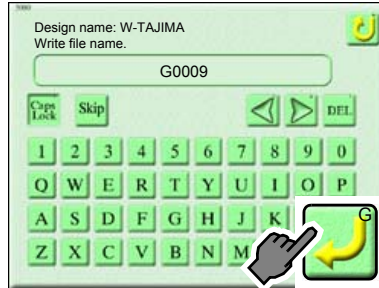 Design name: W-TAJIMA
Write file name.
G0009
Caps Lock Skip DEL
1 2 3 4 5 6 7 8 9 0
Q W E R T Y U I O P
A S D F G H J K
G
Z X C V B N M